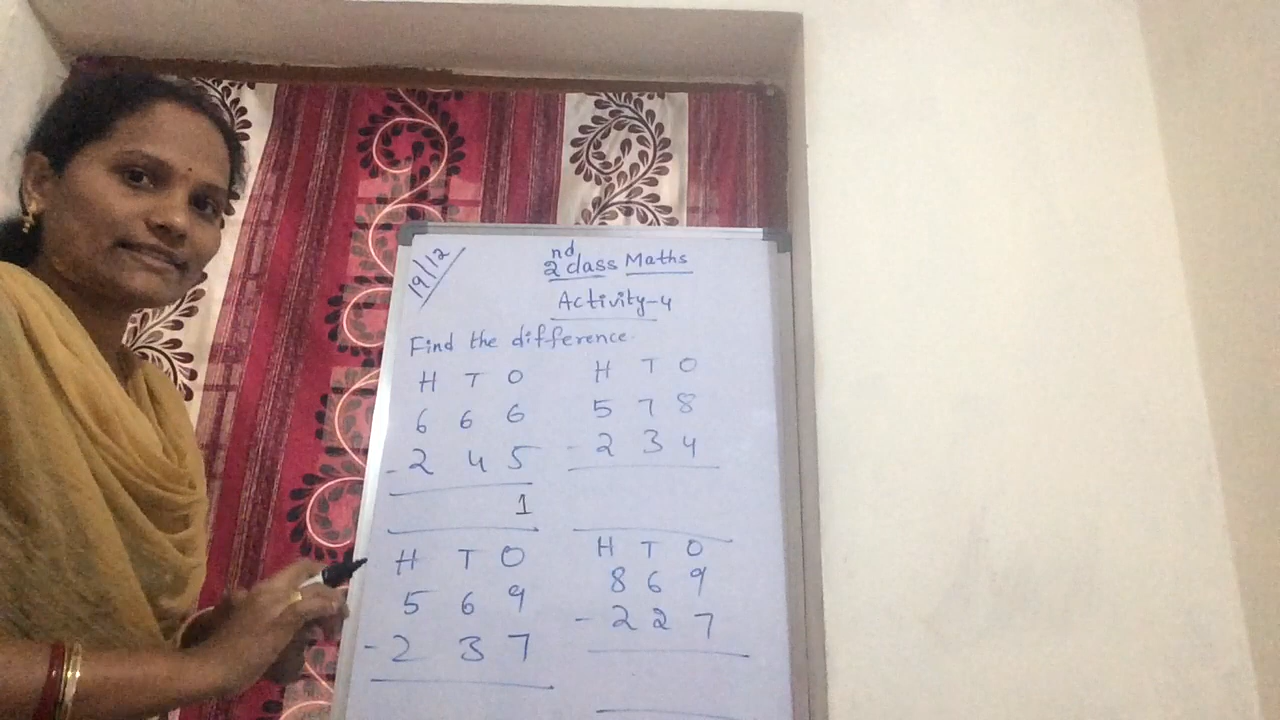 19/12
2nd class Maths
Activity-4
Find the difference.
H T O
6 6 6
- 2 4 5
1
H T O
5 7 8
- 2 3 4
H T O
5 6 9
- 2 3 7
H T O
8 6 9
- 2 2 7